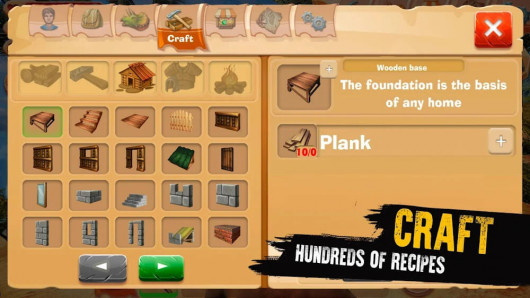 Craft
Wooden base
The foundation is the basis
of any home
10/0
Plank
CRAFT
HUNDREDS OF RECIPES